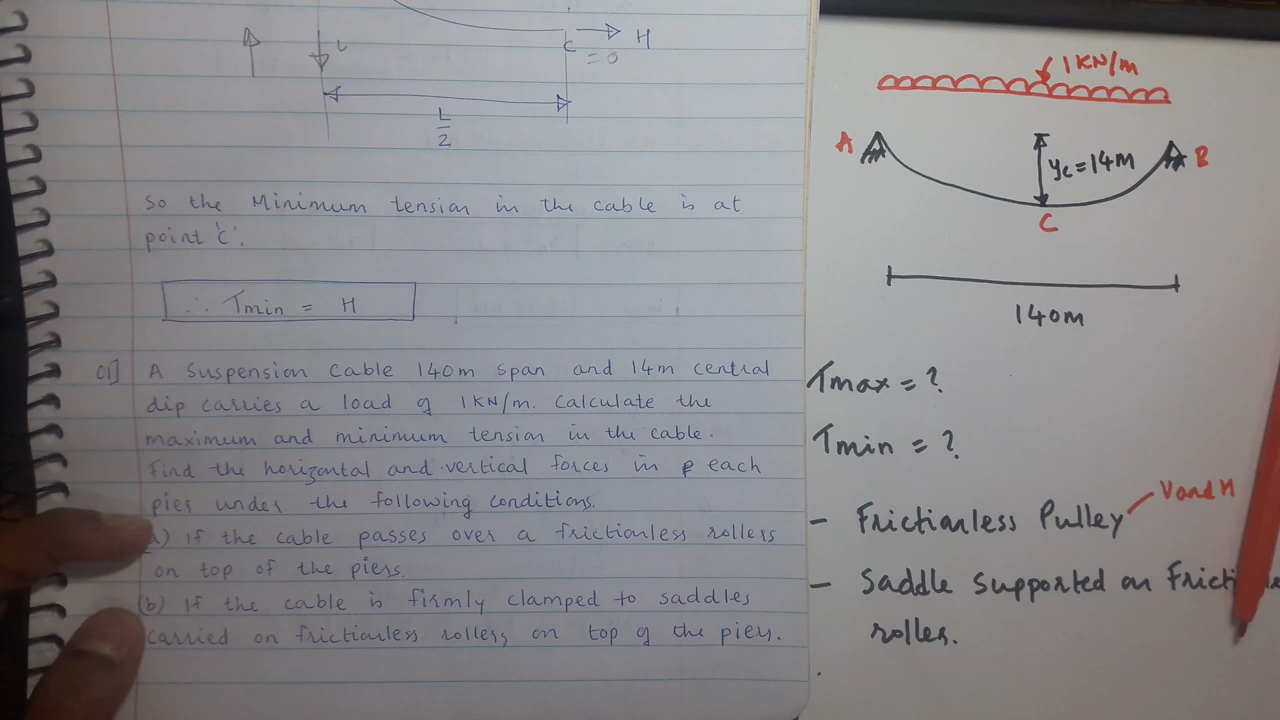 H
C
= 0
L
2
So the Minimum tension in the cable is at
point 'C'.
∴ Tmin = H
01] A Suspension Cable 140m span and 14m central
dip carries a load of 1KN/m. Calculate the
maximum and minimum tension in the cable.
Find the horizontal and vertical forces in each
pier under the following conditions.
a) If the cable passes over a frictionless rollers
on top of the piers.
(b) If the cable is firmly clamped to saddles
carried on frictionless rollers on top of the piers.
1KN/m
A
yc=14M
B
C
140M
Tmax = ?
Tmin = ?
V and H
- Frictionless Pulley
- Saddle Supported on
roller.